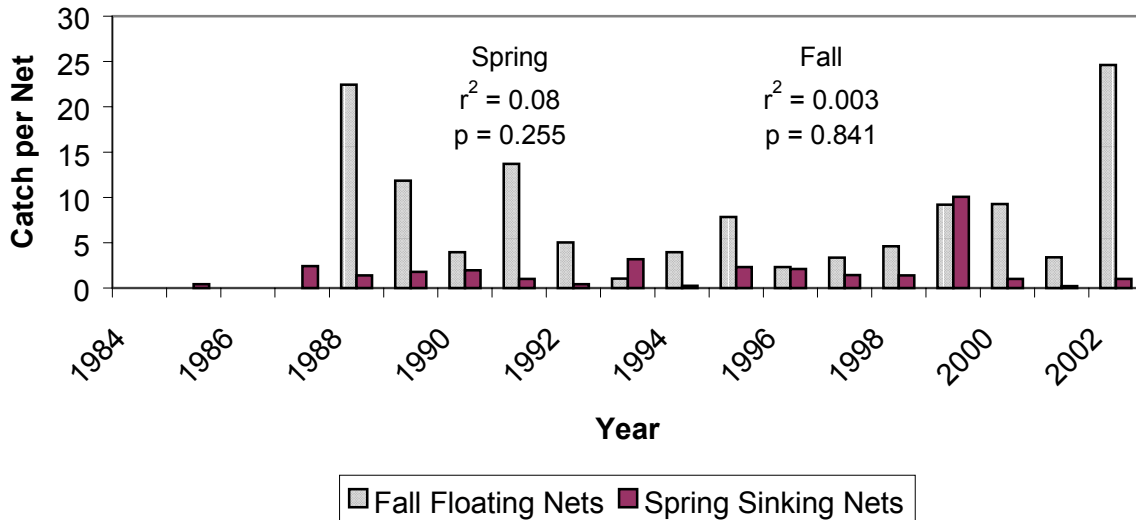 30
25
20
15
10
5
0
Catch per Net
Spring
r² = 0.08
p = 0.255
Fall
r² = 0.003
p = 0.841
1984
1986
1988
1990
1992
1994
1996
1998
2000
2002
Year
Fall Floating Nets
Spring Sinking Nets